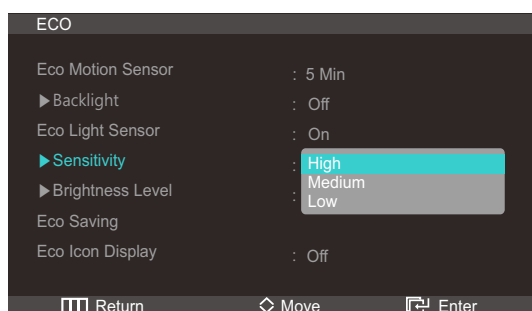 ECO
Eco Motion Sensor : 5 Min
▶Backlight : Off
Eco Light Sensor : On
▶Sensitivity : High
Medium
▶Brightness Level : Low
Eco Saving
Eco Icon Display : Off
Return Move Enter